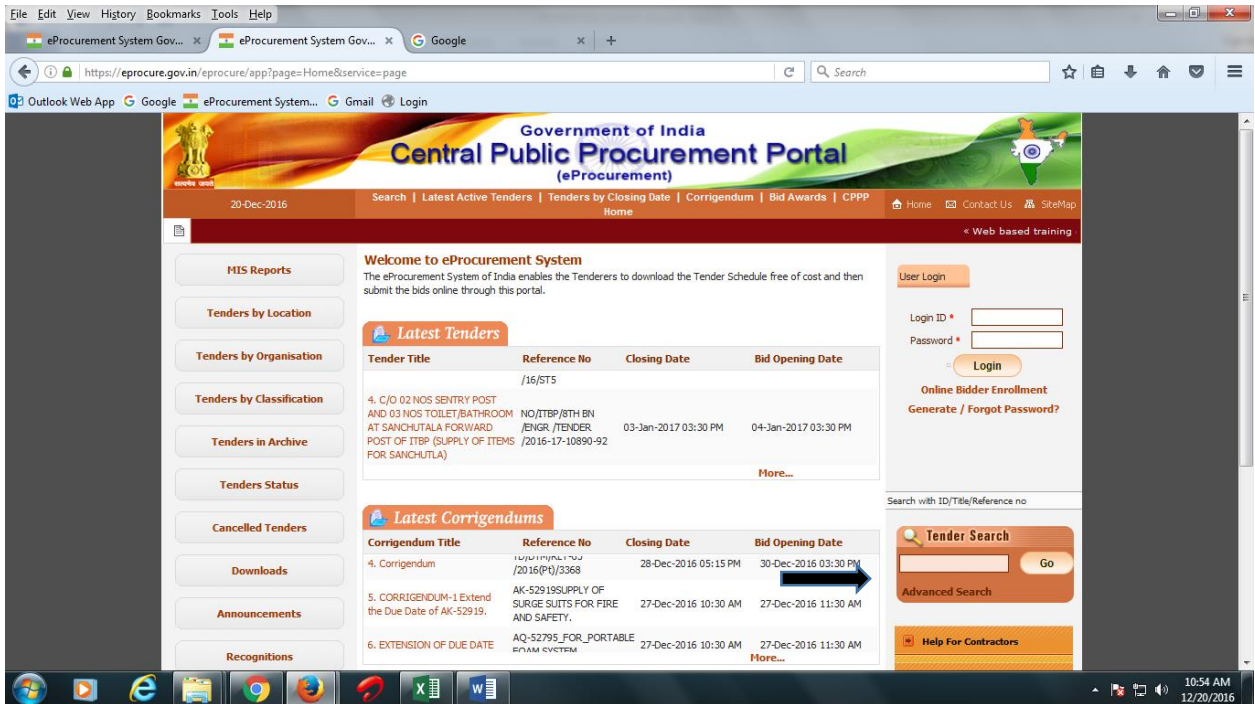 File Edit View History Bookmarks Tools Help
eProcurement System Gov... × eProcurement System Gov... × Google × +
https://eprocure.gov.in/eprocure/app?page=Home&service=page Search
Outlook Web App Google eProcurement System... Gmail Login
Government of India
Central Public Procurement Portal
(eProcurement)
सत्यमेव जयते
20-Dec-2016
Search | Latest Active Tenders | Tenders by Closing Date | Corrigendum | Bid Awards | CPPP
Home
Home Contact Us SiteMap
« Web based training
MIS Reports
Tenders by Location
Tenders by Organisation
Tenders by Classification
Tenders in Archive
Tenders Status
Cancelled Tenders
Downloads
Announcements
Recognitions
Welcome to eProcurement System
The eProcurement System of India enables the Tenderers to download the Tender Schedule free of cost and then
submit the bids online through this portal.
Latest Tenders
Tender Title Reference No Closing Date Bid Opening Date
/16/ST5
4. C/O 02 NOS SENTRY POST
AND 03 NOS TOILET/BATHROOM NO/ITBP/8TH BN
AT SANCHUTALA FORWARD /ENGR /TENDER 03-Jan-2017 03:30 PM 04-Jan-2017 03:30 PM
POST OF ITBP (SUPPLY OF ITEMS /2016-17-10890-92
FOR SANCHUTLA)
More...
Latest Corrigendums
Corrigendum Title Reference No Closing Date Bid Opening Date
4. Corrigendum /2016(Pt)/3368 28-Dec-2016 05:15 PM 30-Dec-2016 03:30 PM
5. CORRIGENDUM-1 Extend AK-52919SUPPLY OF
the Due Date of AK-52919. SURGE SUITS FOR FIRE 27-Dec-2016 10:30 AM 27-Dec-2016 11:30 AM
AND SAFETY.
6. EXTENSION OF DUE DATE AQ-52795_FOR_PORTABLE 27-Dec-2016 10:30 AM 27-Dec-2016 11:30 AM
FOAM SYSTEM
More...
User Login
Login ID *
Password *
Login
Online Bidder Enrollment
Generate / Forgot Password?
Search with ID/Title/Reference no
Tender Search
Go
Advanced Search
Help For Contractors
10:54 AM
12/20/2016